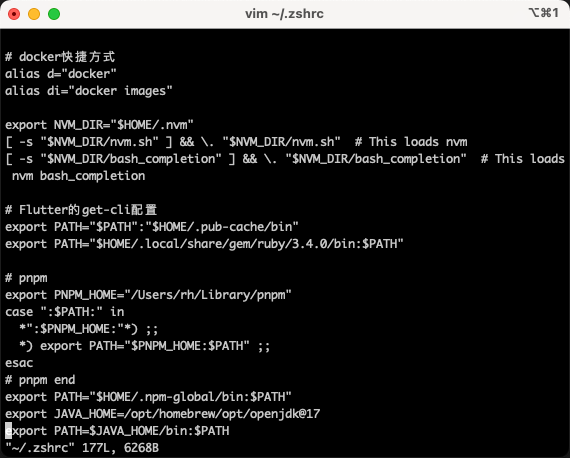 vim ~/.zshrc
⌥⌘1
# docker快捷方式
alias d="docker"
alias di="docker images"
export NVM_DIR="$HOME/.nvm"
[ -s "$NVM_DIR/nvm.sh" ] && \. "$NVM_DIR/nvm.sh"  # This loads nvm
[ -s "$NVM_DIR/bash_completion" ] && \. "$NVM_DIR/bash_completion"  # This loads
 nvm bash_completion
# Flutter的get-cli配置
export PATH="$PATH":"$HOME/.pub-cache/bin"
export PATH="$HOME/.local/share/gem/ruby/3.4.0/bin:$PATH"
# pnpm
export PNPM_HOME="/Users/rh/Library/pnpm"
case ":$PATH:" in
  *":$PNPM_HOME:"*) ;;
  *) export PATH="$PNPM_HOME:$PATH" ;;
esac
# pnpm end
export PATH="$HOME/.npm-global/bin:$PATH"
export JAVA_HOME=/opt/homebrew/opt/openjdk@17
export PATH=$JAVA_HOME/bin:$PATH
"~/.zshrc" 177L, 6268B